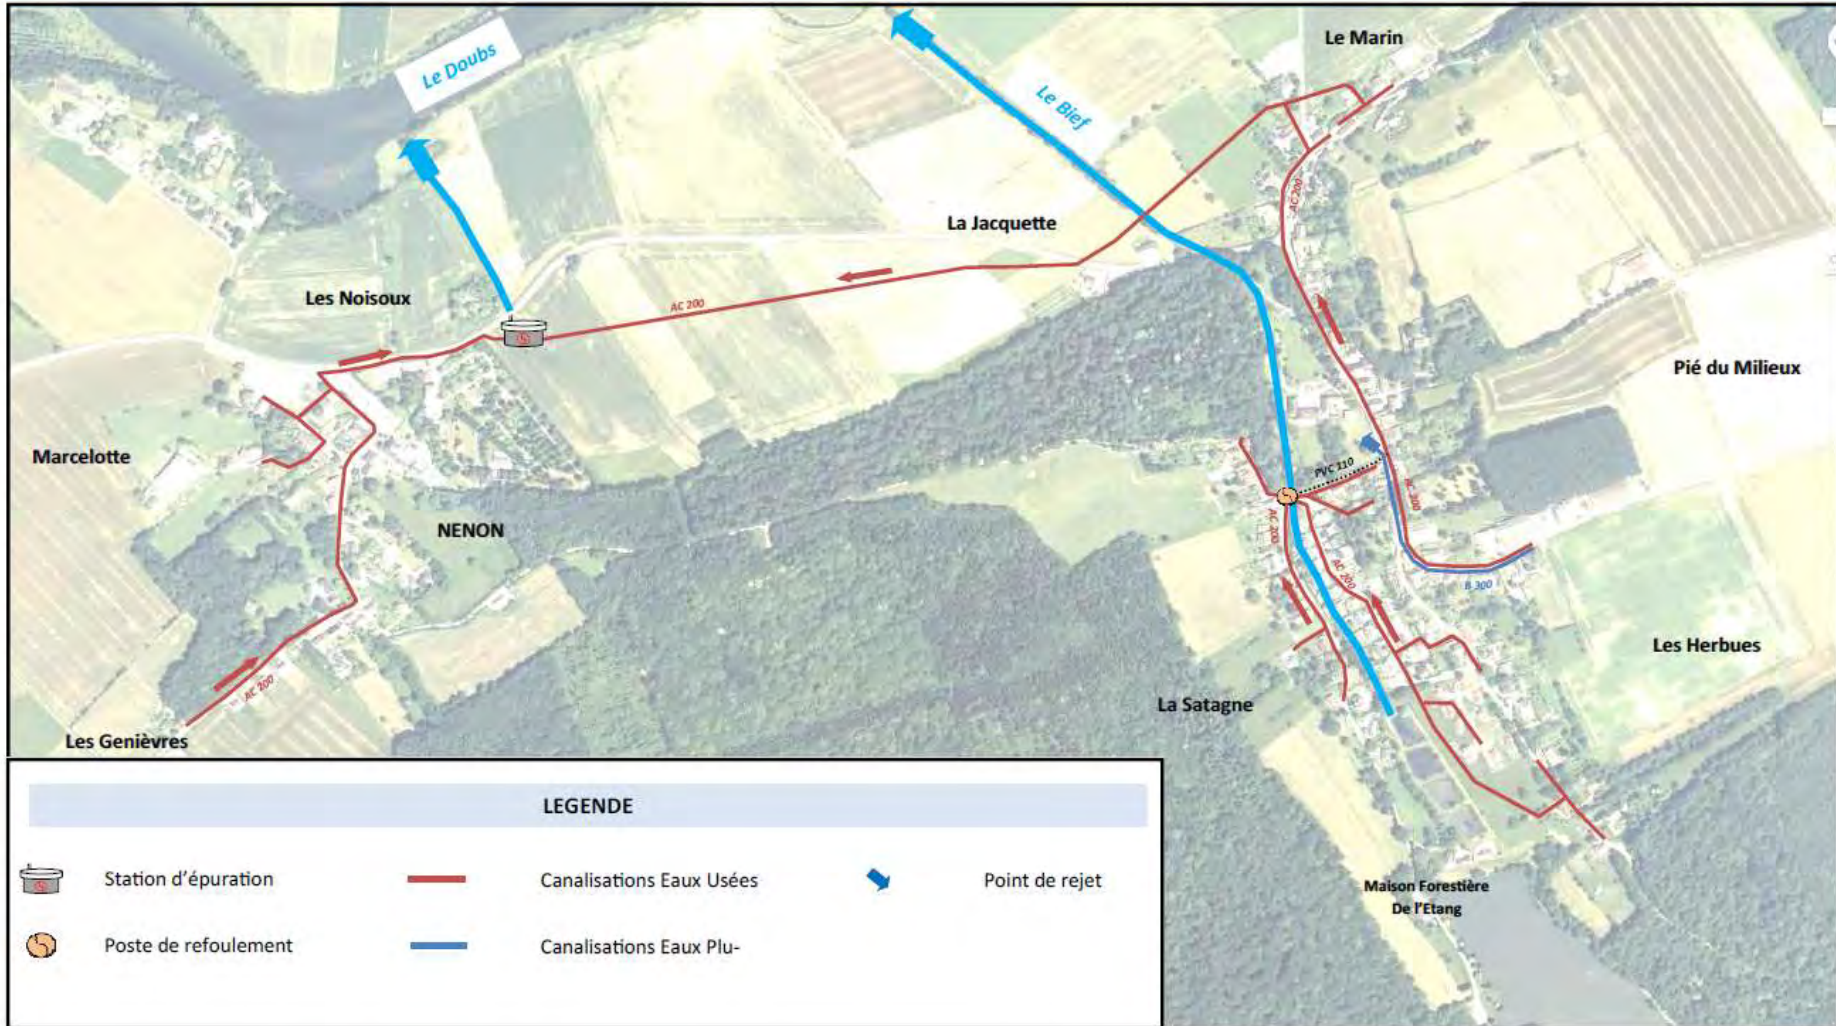 Le Marin
Le Doubs
Le Bief
AC 200
La Jacquette
Les Noisoux
AC 200
Pié du Milieux
Marcelotte
PVC 110
AC 200
NENON
AC 200
AC 200
B 300
Les Herbues
AC 200
La Satagne
Les Genièvres
LEGENDE
Station d'épuration
Canalisations Eaux Usées
Point de rejet
Poste de refoulement
Canalisations Eaux Plu-
Maison Forestière
De l'Etang